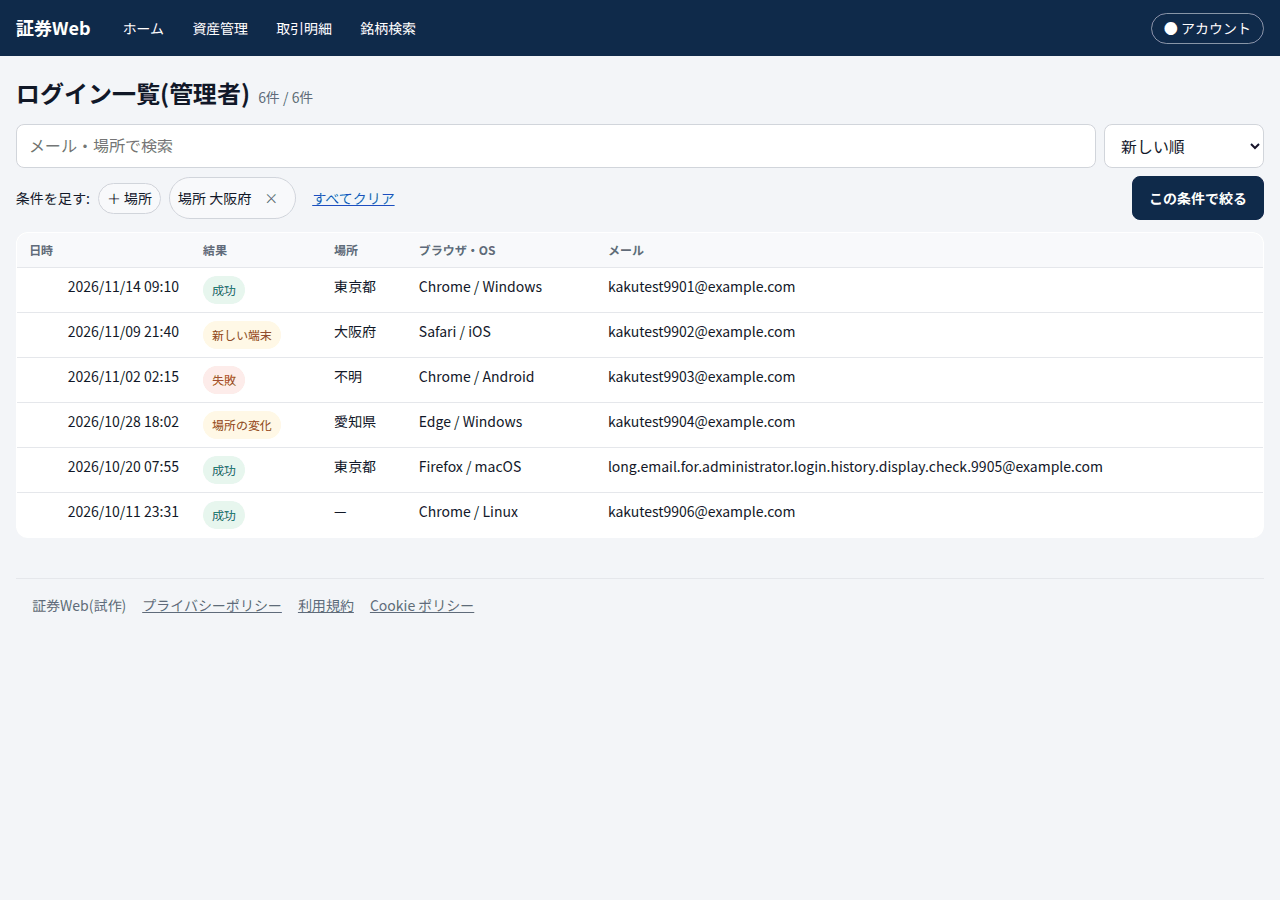 証券Web ホーム 資産管理 取引明細 銘柄検索 アカウント
ログイン一覧(管理者) 6件 / 6件
メール・場所で検索 新しい順
条件を足す: ＋ 場所 場所 大阪府 × すべてクリア この条件で絞る
日時 結果 場所 ブラウザ・OS メール
2026/11/14 09:10 成功 東京都 Chrome / Windows kakutest9901@example.com
2026/11/09 21:40 新しい端末 大阪府 Safari / iOS kakutest9902@example.com
2026/11/02 02:15 失敗 不明 Chrome / Android kakutest9903@example.com
2026/10/28 18:02 場所の変化 愛知県 Edge / Windows kakutest9904@example.com
2026/10/20 07:55 成功 東京都 Firefox / macOS long.email.for.administrator.login.history.display.check.9905@example.com
2026/10/11 23:31 成功 — Chrome / Linux kakutest9906@example.com
証券Web(試作) プライバシーポリシー 利用規約 Cookie ポリシー